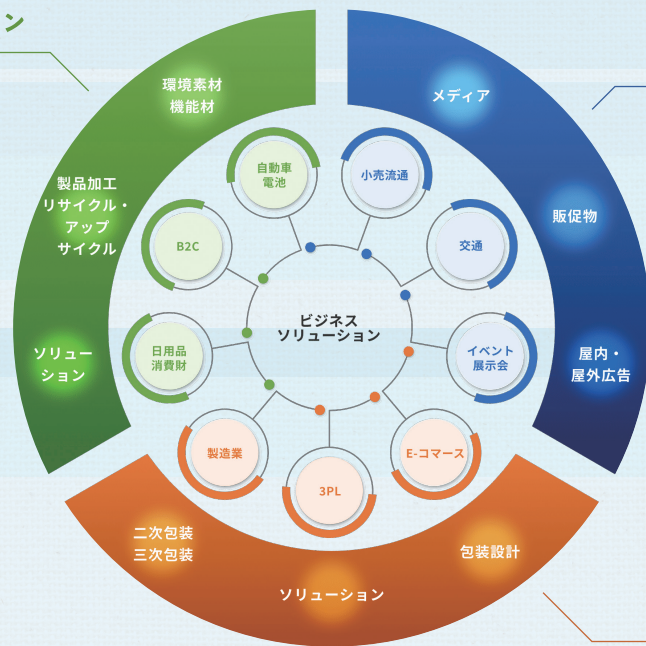 ン
環境素材
機能材
製品加工
リサイクル・
アップ
サイクル
ソリュー
ション
メディア
販促物
屋内・
屋外広告
二次包装
三次包装
ソリューション
包装設計
自動車
電池
小売流通
B2C
交通
日用品
消費財
イベント
展示会
製造業
3PL
E-コマース
ビジネス
ソリューション